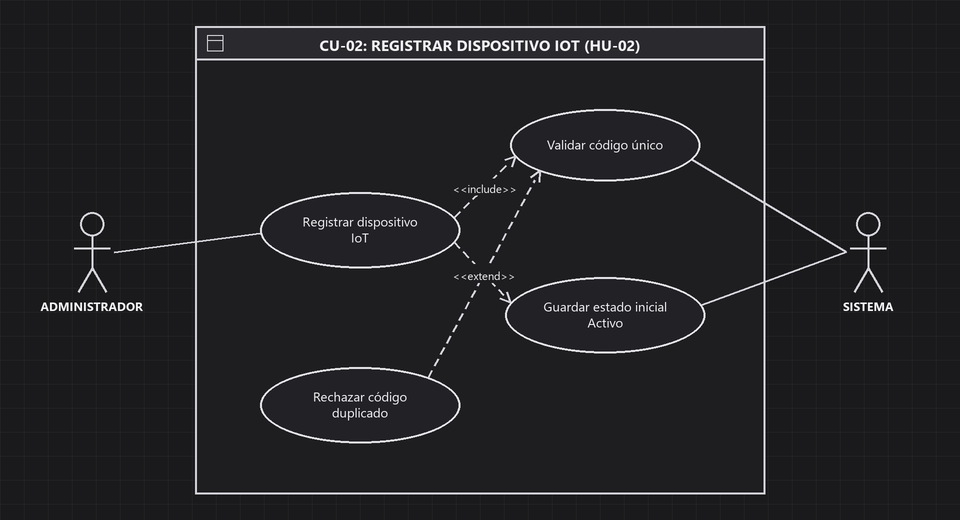 CU-02: REGISTRAR DISPOSITIVO IOT (HU-02)
Validar código único
<<include>>
Registrar dispositivo
IoT
<<extend>>
ADMINISTRADOR
SISTEMA
Guardar estado inicial
Activo
Rechazar código
duplicado